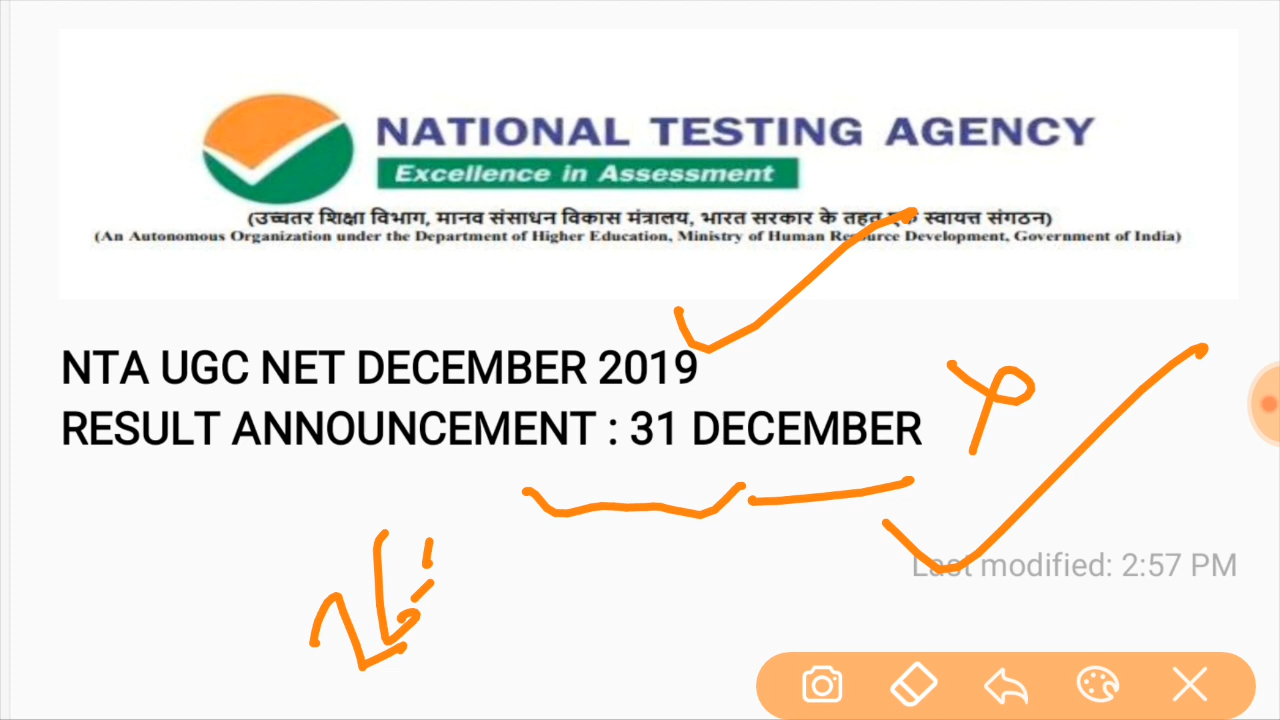 NATIONAL TESTING AGENCY
Excellence in Assessment
(उच्चतर शिक्षा विभाग, मानव संसाधन विकास मंत्रालय, भारत सरकार के तहत एक स्वायत्त संगठन)
(An Autonomous Organization under the Department of Higher Education, Ministry of Human Resource Development, Government of India)
NTA UGC NET DECEMBER 2019
RESULT ANNOUNCEMENT : 31 DECEMBER
Last modified: 2:57 PM